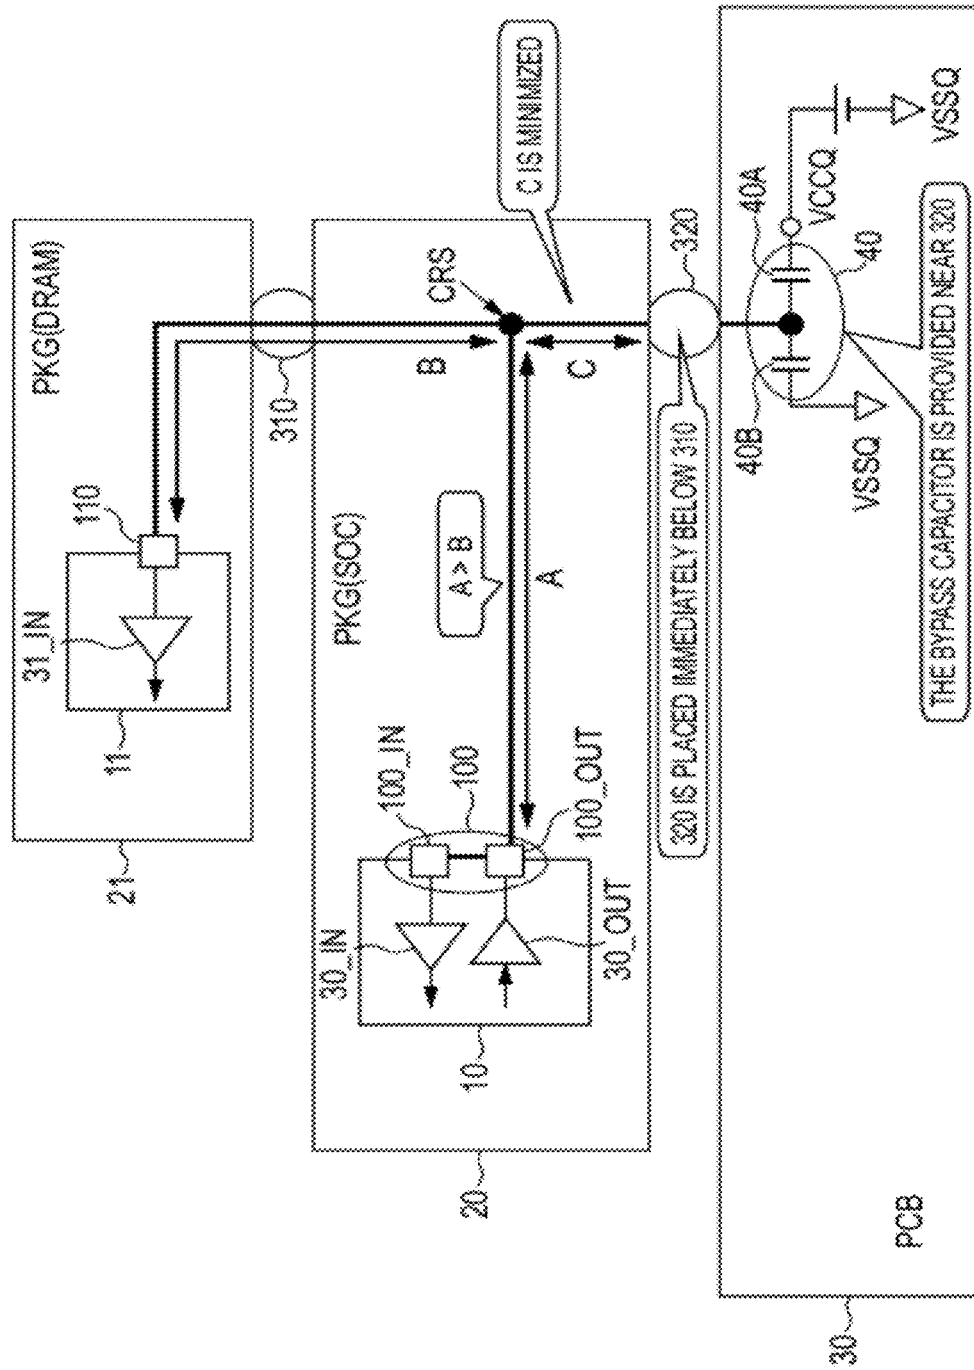 PKG(DRAM)
31_IN
110
11
21
310
PKG(SOC)
CRS
C IS MINIMIZED
B
C
A > B
A
100_IN
100
100_OUT
30_IN
30_OUT
10
20
320
320 IS PLACED IMMEDIATELY BELOW 310
40A
40B
40
VCCQ
VSSQ
VSSQ
THE BYPASS CAPACITOR IS PROVIDED NEAR 320
PCB
30